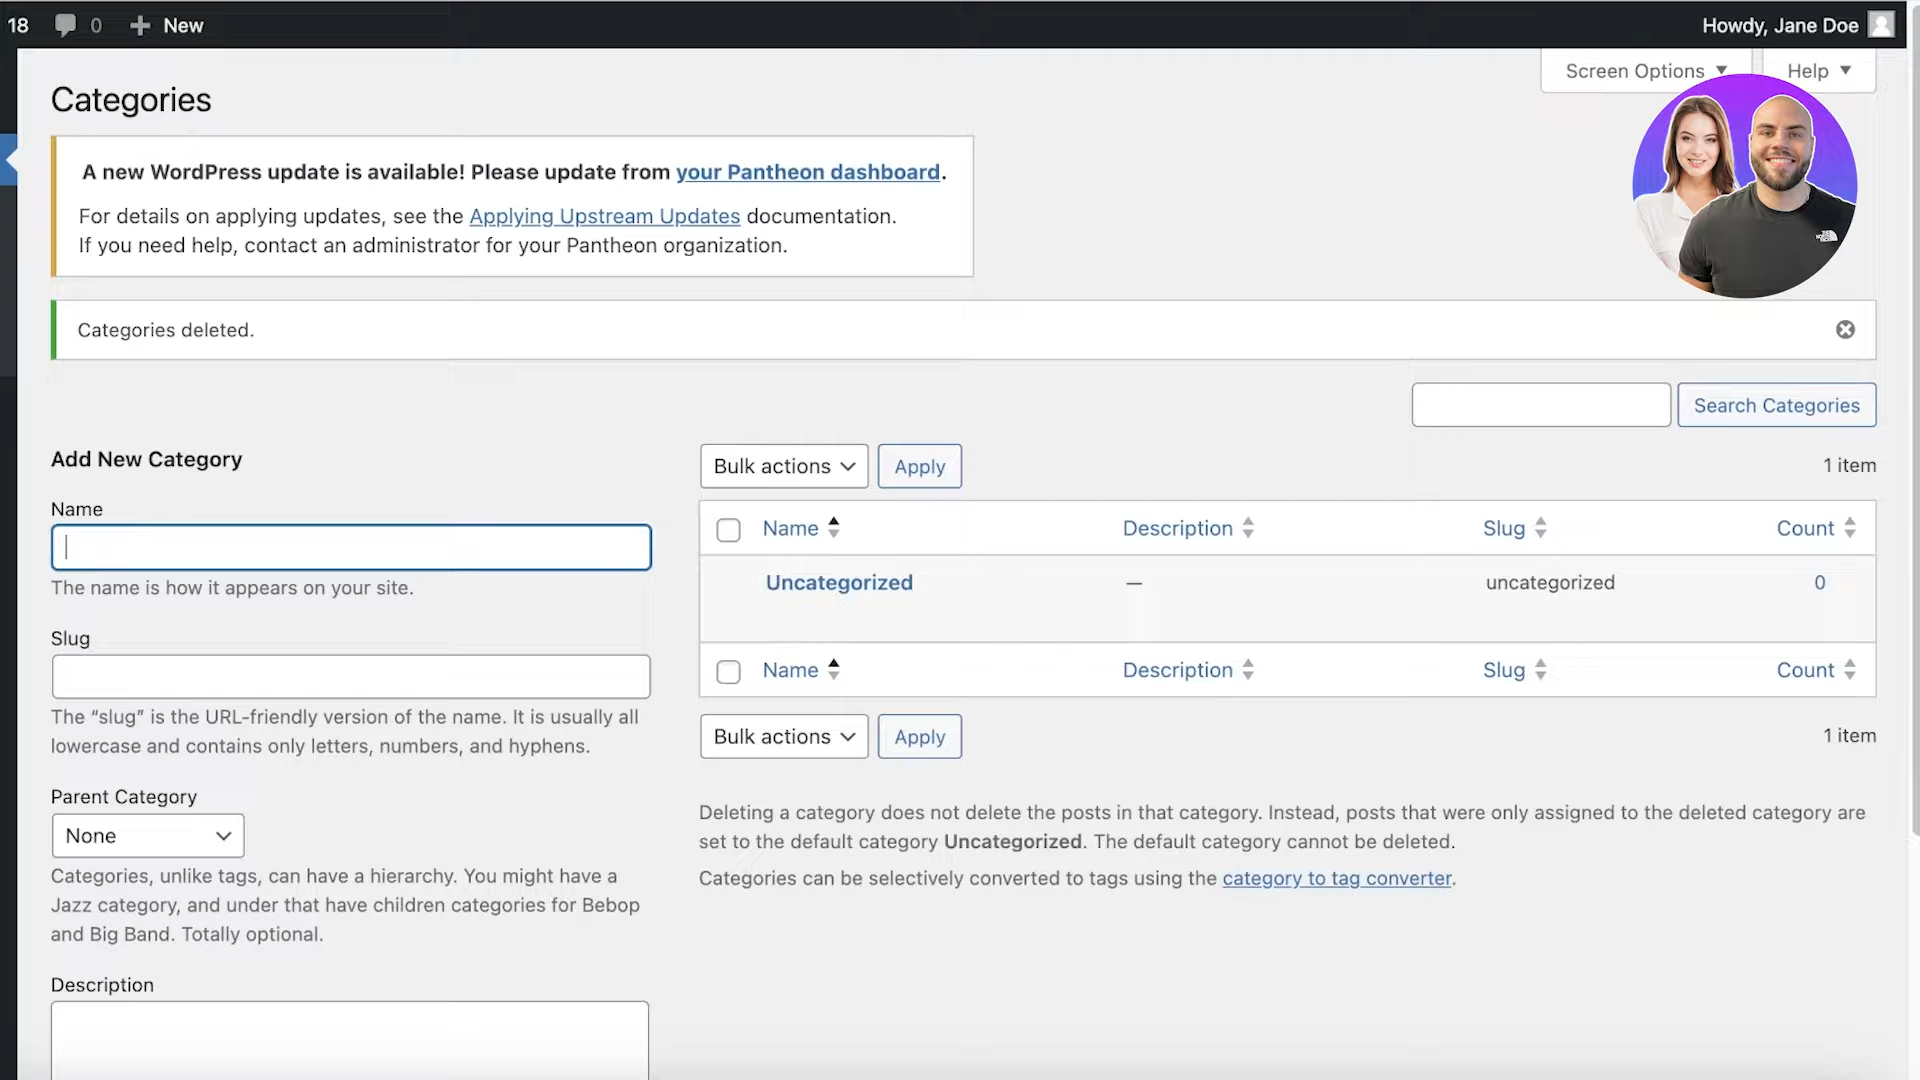 18 0 New Howdy, Jane Doe
Screen Options Help
Categories
A new WordPress update is available! Please update from your Pantheon dashboard.
For details on applying updates, see the Applying Upstream Updates documentation.
If you need help, contact an administrator for your Pantheon organization.
THE NORTH FACE
Categories deleted.
Search Categories
Add New Category
Bulk actions Apply 1 item
Name
The name is how it appears on your site.
Slug
The “slug” is the URL-friendly version of the name. It is usually all
lowercase and contains only letters, numbers, and hyphens.
Parent Category
None
Categories, unlike tags, can have a hierarchy. You might have a
Jazz category, and under that have children categories for Bebop
and Big Band. Totally optional.
Description
Name Description Slug Count
Uncategorized — uncategorized 0
Name Description Slug Count
Bulk actions Apply 1 item
Deleting a category does not delete the posts in that category. Instead, posts that were only assigned to the deleted category are
set to the default category Uncategorized. The default category cannot be deleted.
Categories can be selectively converted to tags using the category to tag converter.